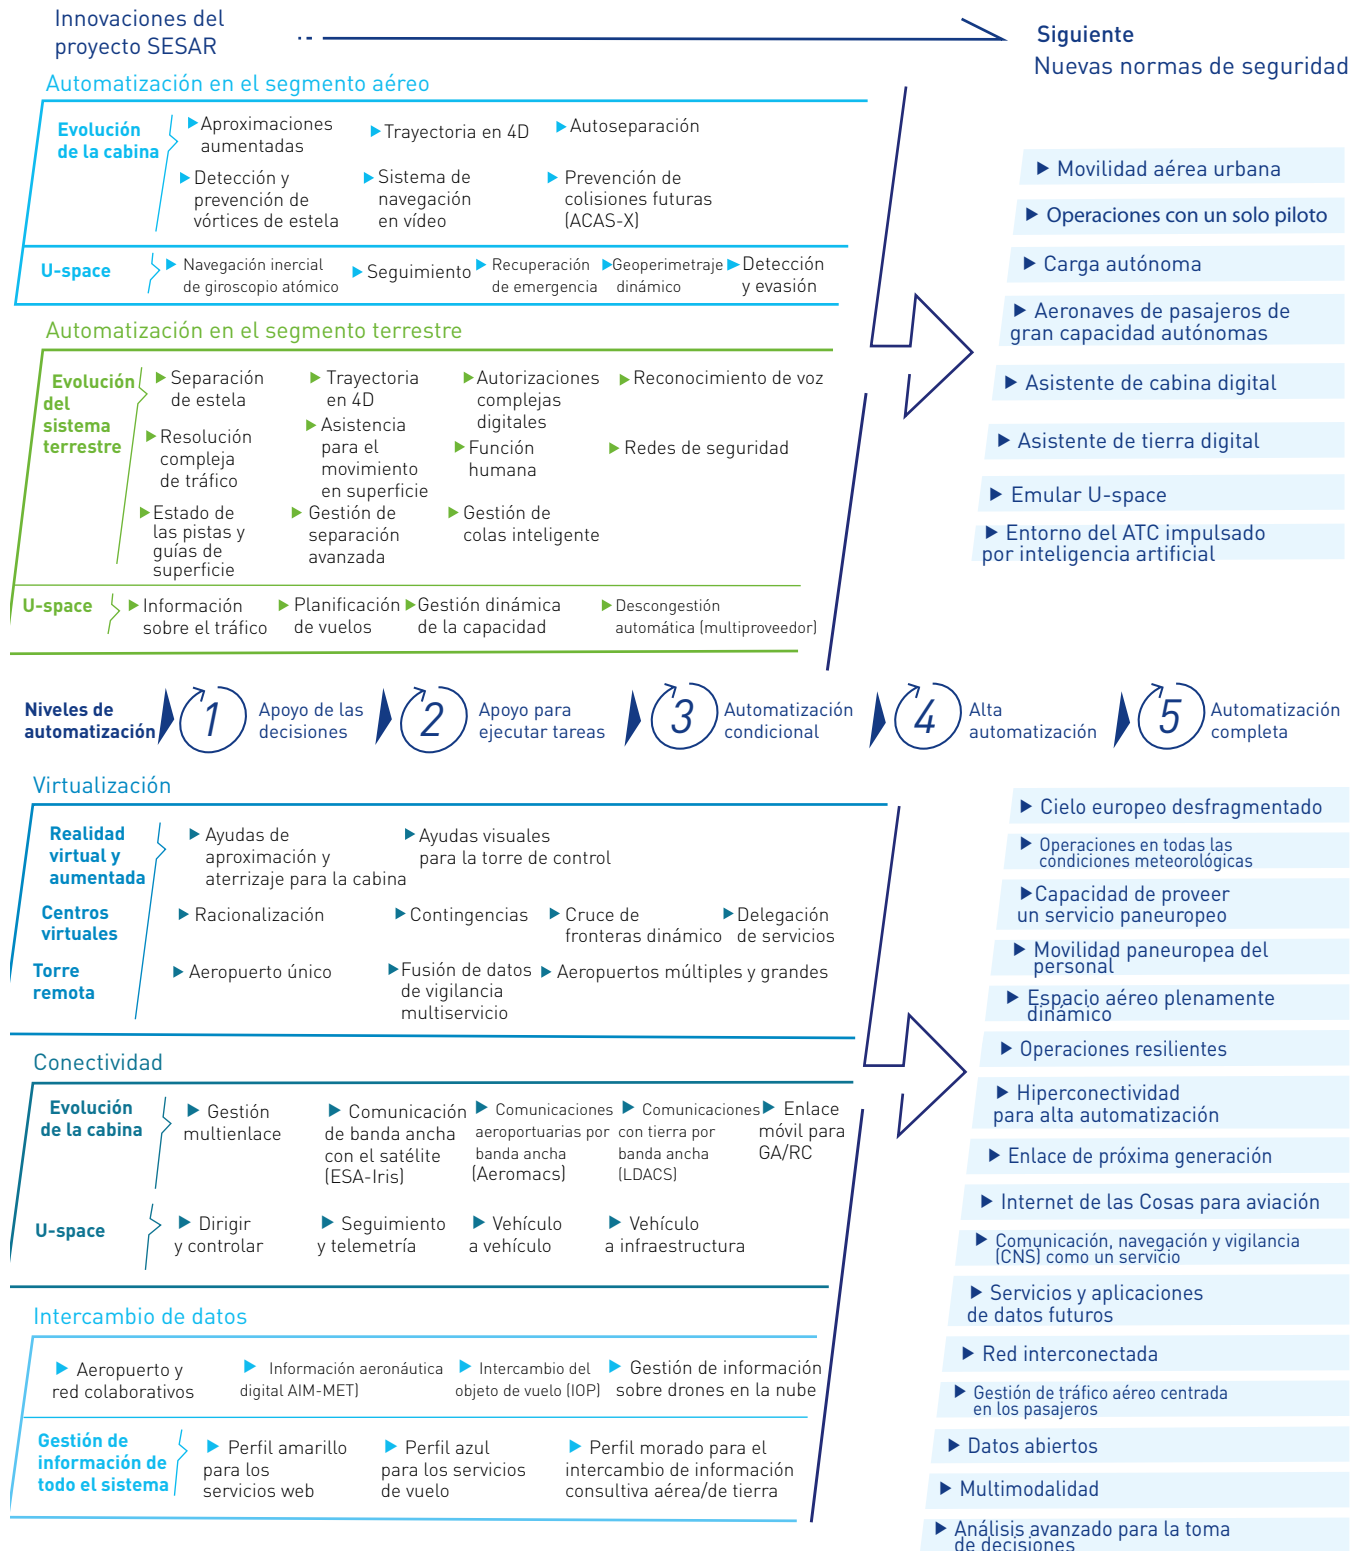 Innovaciones del
proyecto SESAR
Siguiente
Nuevas normas de seguridad
Automatización en el segmento aéreo
Evolución
de la cabina
Aproximaciones
aumentadas
Trayectoria en 4D
Autoseparación
Detección y
prevención de
vórtices de estela
Sistema de
navegación
en vídeo
Prevención de
colisiones futuras
(ACAS-X)
U-space
Navegación inercial
de giroscopio atómico
Seguimiento
Recuperación
de emergencia
Geoperimetraje
dinámico
Detección
y evasión
Automatización en el segmento terrestre
Evolución
del
sistema
terrestre
Separación
de estela
Trayectoria
en 4D
Autorizaciones
complejas
digitales
Reconocimiento de voz
Resolución
compleja
de tráfico
Asistencia
para el
movimiento
en superficie
Función
humana
Redes de seguridad
Estado de
las pistas y
guías de
superficie
Gestión de
separación
avanzada
Gestión de
colas inteligente
U-space
Información
sobre el tráfico
Planificación
de vuelos
Gestión dinámica
de la capacidad
Descongestión
automática (multiproveedor)
Movilidad aérea urbana
Operaciones con un solo piloto
Carga autónoma
Aeronaves de pasajeros de
gran capacidad autónomas
Asistente de cabina digital
Asistente de tierra digital
Emular U-space
Entorno del ATC impulsado
por inteligencia artificial
Niveles de
automatización
1
Apoyo de las
decisiones
2
Apoyo para
ejecutar tareas
3
Automatización
condicional
4
Alta
automatización
5
Automatización
completa
Virtualización
Realidad
virtual y
aumentada
Ayudas de
aproximación y
aterrizaje para la cabina
Ayudas visuales
para la torre de control
Centros
virtuales
Racionalización
Contingencias
Cruce de
fronteras dinámico
Delegación
de servicios
Torre
remota
Aeropuerto único
Fusión de datos
de vigilancia
multiservicio
Aeropuertos múltiples y grandes
Conectividad
Evolución
de la cabina
Gestión
multienlace
Comunicación
de banda ancha
con el satélite
(ESA-Iris)
Comunicaciones
aeroportuarias por
banda ancha
(Aeromacs)
Comunicaciones
con tierra por
banda ancha
(LDACS)
Enlace
móvil para
GA/RC
U-space
Dirigir
y controlar
Seguimiento
y telemetría
Vehículo
a vehículo
Vehículo
a infraestructura
Intercambio de datos
Aeropuerto y
red colaborativos
Información aeronáutica
digital AIM-MET)
Intercambio del
objeto de vuelo (IOP)
Gestión de información
sobre drones en la nube
Gestión de
información de
todo el sistema
Perfil amarillo
para los
servicios web
Perfil azul
para los servicios
de vuelo
Perfil morado para el
intercambio de información
consultiva aérea/de tierra
Cielo europeo desfragmentado
Operaciones en todas las
condiciones meteorológicas
Capacidad de proveer
un servicio paneuropeo
Movilidad paneuropea del
personal
Espacio aéreo plenamente
dinámico
Operaciones resilientes
Hiperconectividad
para alta automatización
Enlace de próxima generación
Internet de las Cosas para aviación
Comunicación, navegación y vigilancia
(CNS) como un servicio
Servicios y aplicaciones
de datos futuros
Red interconectada
Gestión de tráfico aéreo centrada
en los pasajeros
Datos abiertos
Multimodalidad
Análisis avanzado para la toma
de decisiones